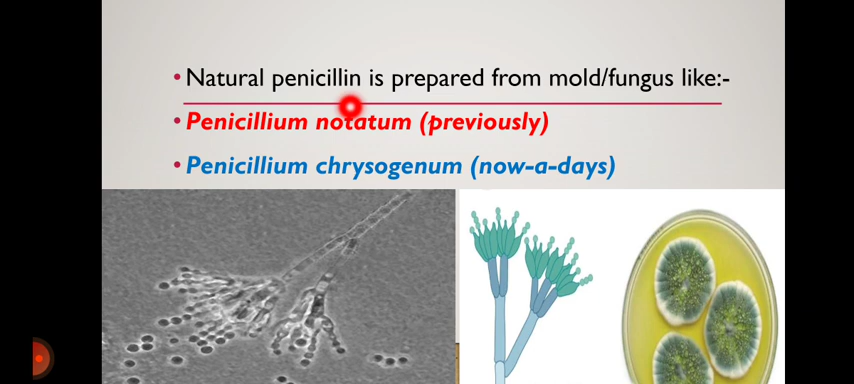 • Natural penicillin is prepared from mold/fungus like:-
• Penicillium notatum (previously)
• Penicillium chrysogenum (now-a-days)